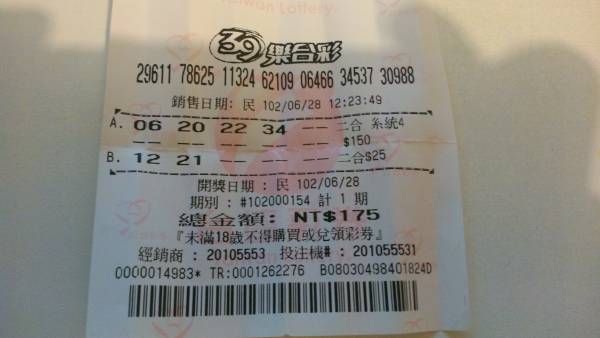 Taiwan Lottery
39樂合彩
29611 78625 11324 62109 06466 34537 30988
銷售日期: 民 102/06/28 12:23:49
A. 06 20 22 34 -- -- 二合 系統4
-- -- -- -- -- -- $150
B. 12 21 -- -- -- -- 二合$25
開獎日期 : 民 102/06/28
期別 : #102000154 計 1 期
總金額: NT$175
『未滿18歲不得購買或兌領彩券』
經銷商 : 20105553 投注機# : 201055531
0000014983* TR:0001262276 B08030498401824D